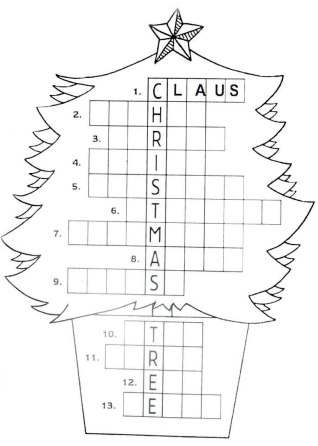 1. CLAUS
2. H
3. R
4. I
5. S
6. T
7. M
8. A
9. S
10. T
11. R
12. E
13. E